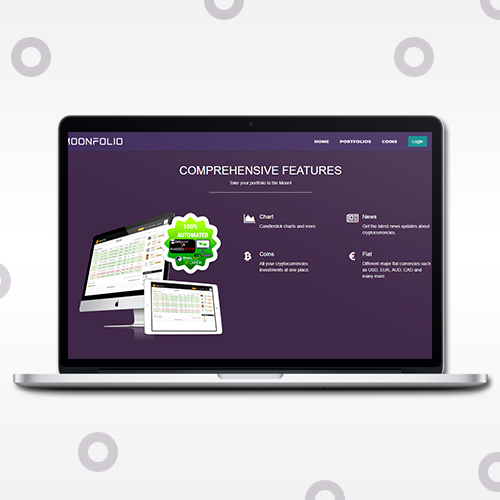 MOONFOLIO
HOME PORTFOLIOS COINS Login
COMPREHENSIVE FEATURES
Take your portfolio to the Moon!
Chart
Candlestick charts and more
News
Get the latest news updates about
cryptocurrencies.
Coins
All your cryptocurrencies
investments at one place.
Fiat
Different major fiat currencies such
as USD, EUR, AUD, CAD and
many more.
100%
AUTOMATED